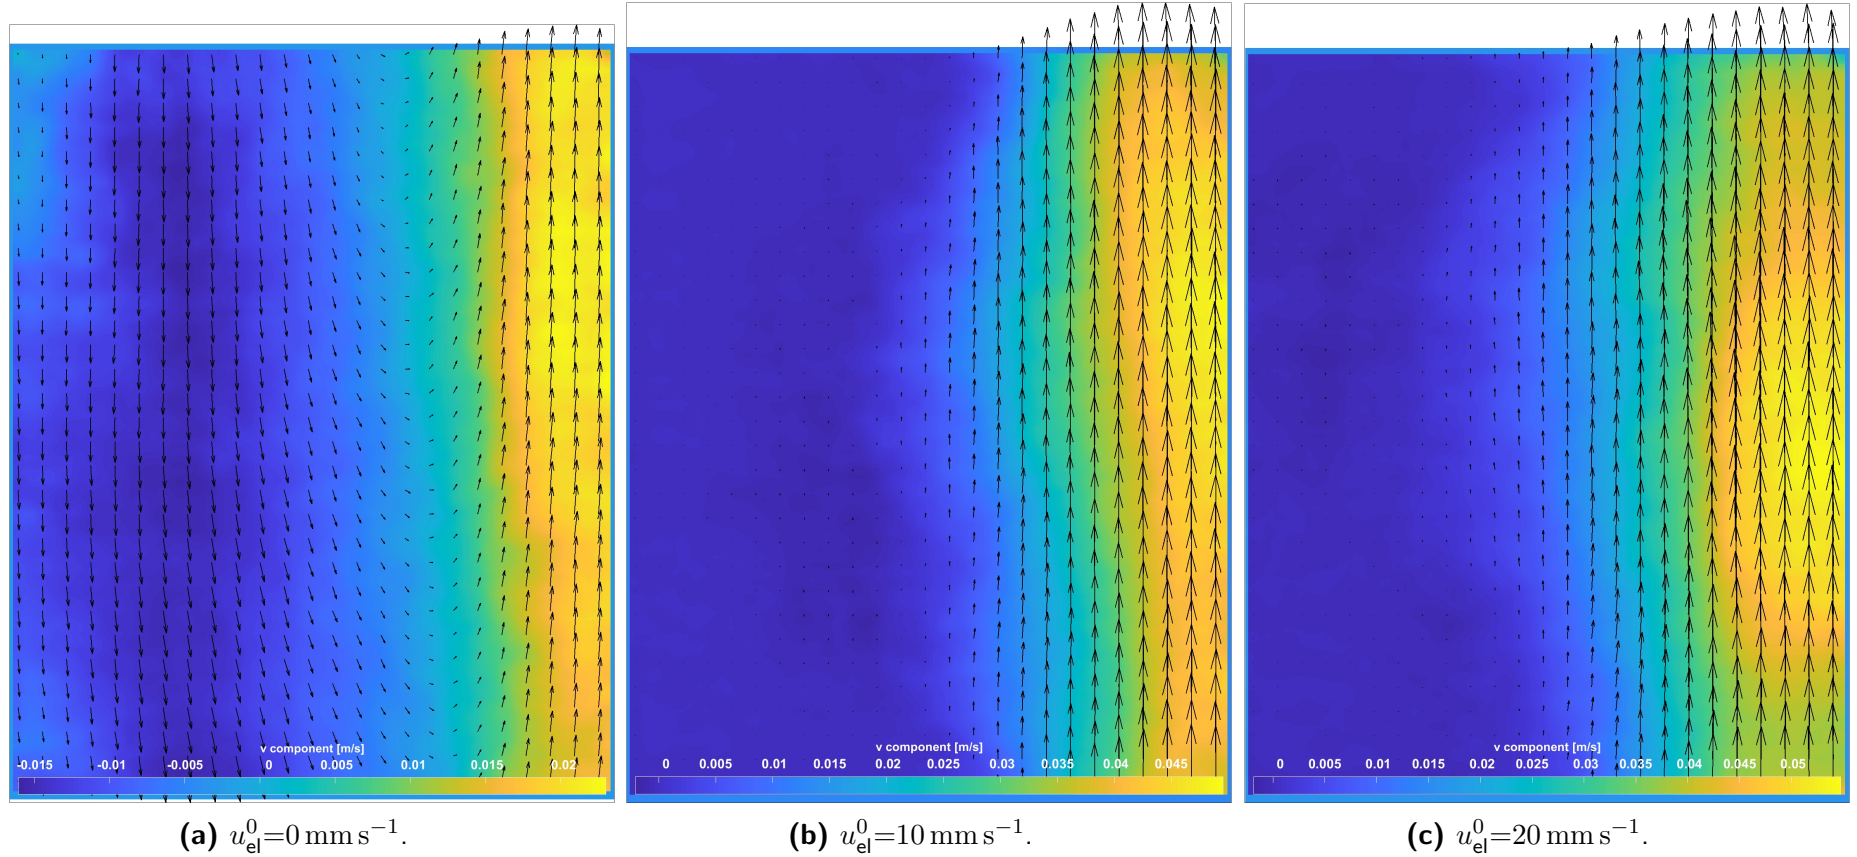 v component [m/s]
-0.015 -0.01 -0.005 0 0.005 0.01 0.015 0.02
v component [m/s]
0 0.005 0.01 0.015 0.02 0.025 0.03 0.035 0.04 0.045
v component [m/s]
0 0.005 0.01 0.015 0.02 0.025 0.03 0.035 0.04 0.045 0.05
(a) u⁰el=0 mm s⁻¹.
(b) u⁰el=10 mm s⁻¹.
(c) u⁰el=20 mm s⁻¹.